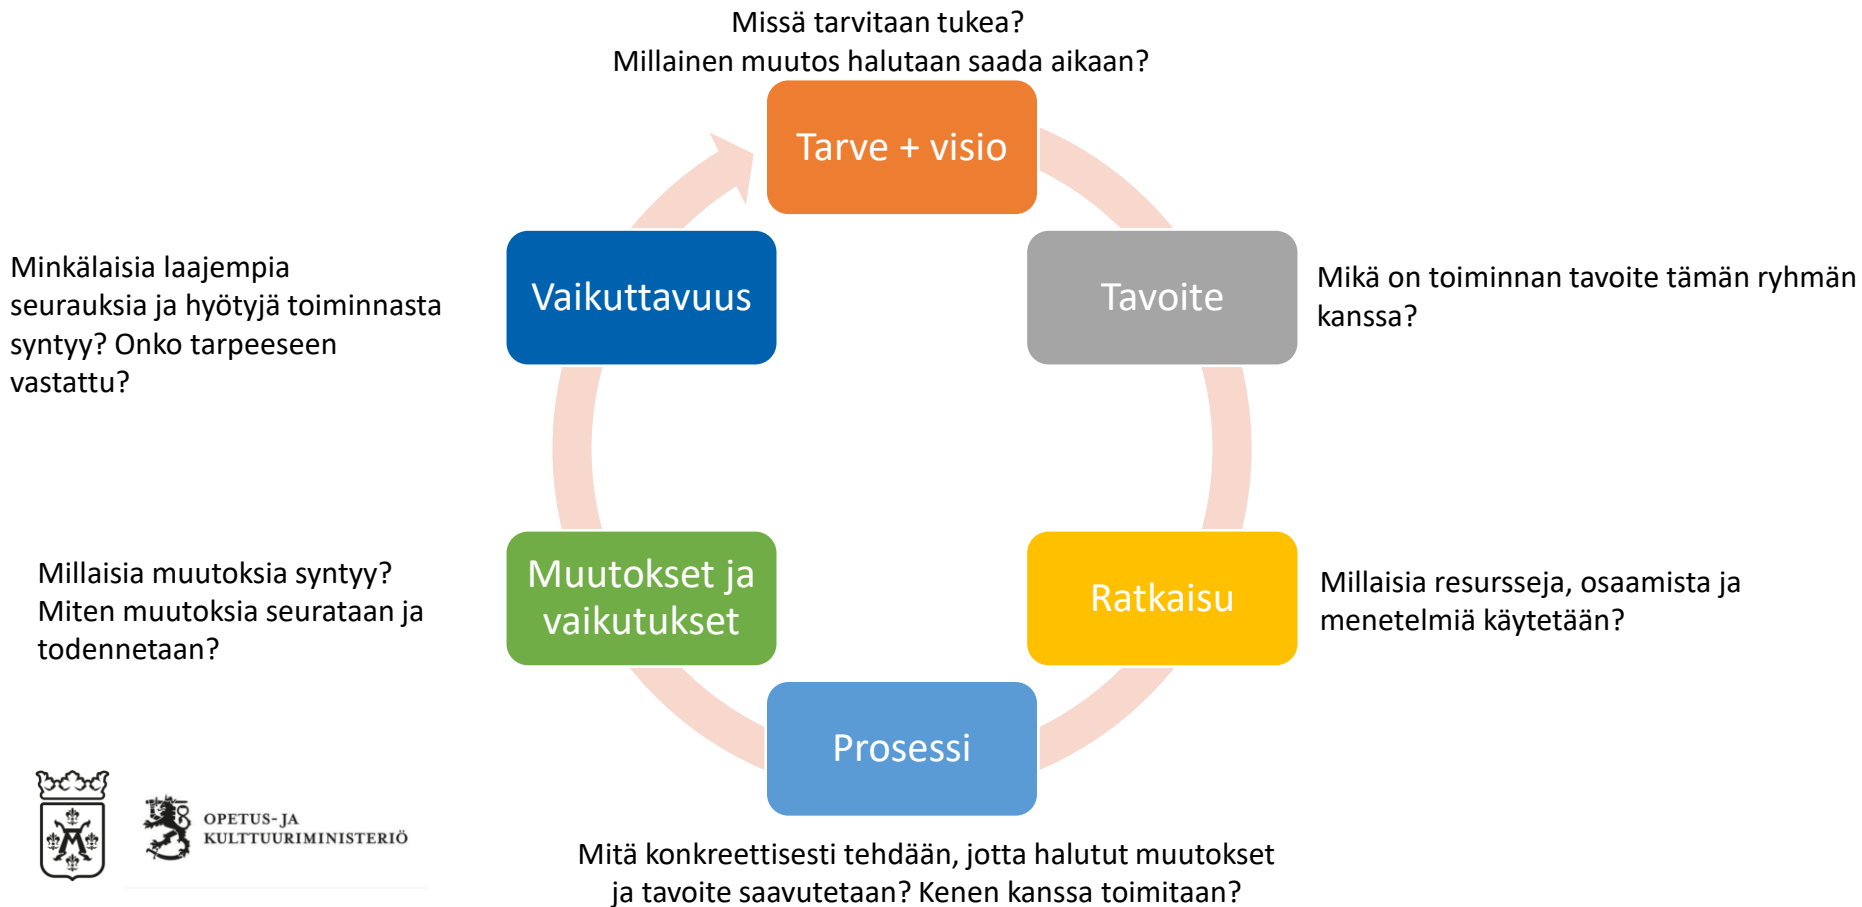 Missä tarvitaan tukea?
Millainen muutos halutaan saada aikaan?
Tarve + visio
Tavoite
Mikä on toiminnan tavoite tämän ryhmän
kanssa?
Ratkaisu
Millaisia resursseja, osaamista ja
menetelmiä käytetään?
Prosessi
Mitä konkreettisesti tehdään, jotta halutut muutokset
ja tavoite saavutetaan? Kenen kanssa toimitaan?
Muutokset ja
vaikutukset
Millaisia muutoksia syntyy?
Miten muutoksia seurataan ja
todennetaan?
Vaikuttavuus
Minkälaisia laajempia
seurauksia ja hyötyjä toiminnasta
syntyy? Onko tarpeeseen
vastattu?
OPETUS- JA
KULTTUURIMINISTERIÖ